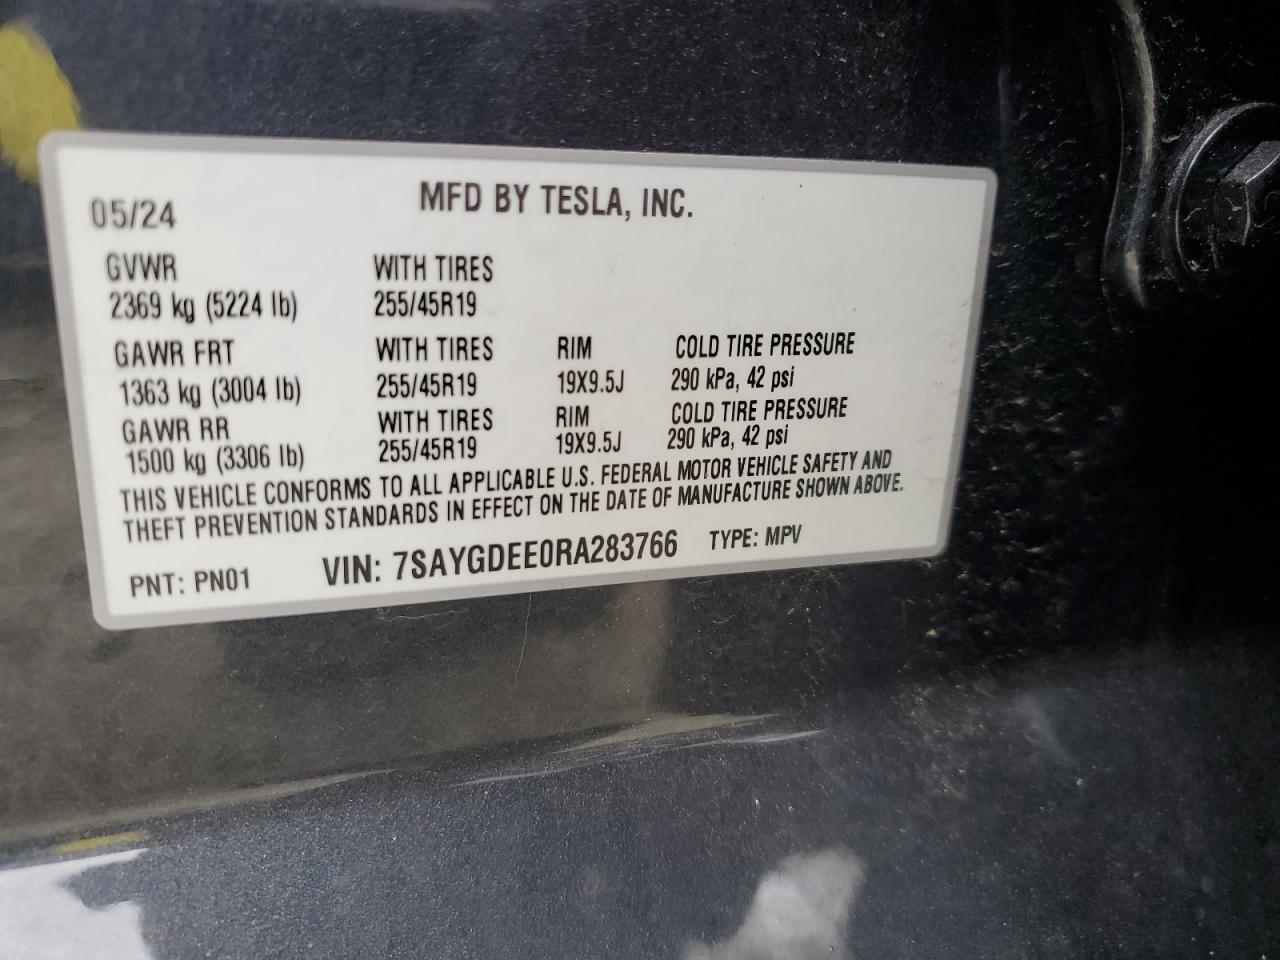 05/24 MFD BY TESLA, INC.
GVWR WITH TIRES
2369 kg (5224 lb) 255/45R19
GAWR FRT WITH TIRES RIM COLD TIRE PRESSURE
1363 kg (3004 lb) 255/45R19 19X9.5J 290 kPa, 42 psi
GAWR RR WITH TIRES RIM COLD TIRE PRESSURE
1500 kg (3306 lb) 255/45R19 19X9.5J 290 kPa, 42 psi
THIS VEHICLE CONFORMS TO ALL APPLICABLE U.S. FEDERAL MOTOR VEHICLE SAFETY AND
THEFT PREVENTION STANDARDS IN EFFECT ON THE DATE OF MANUFACTURE SHOWN ABOVE.
PNT: PN01 VIN: 7SAYGDEE0RA283766 TYPE: MPV